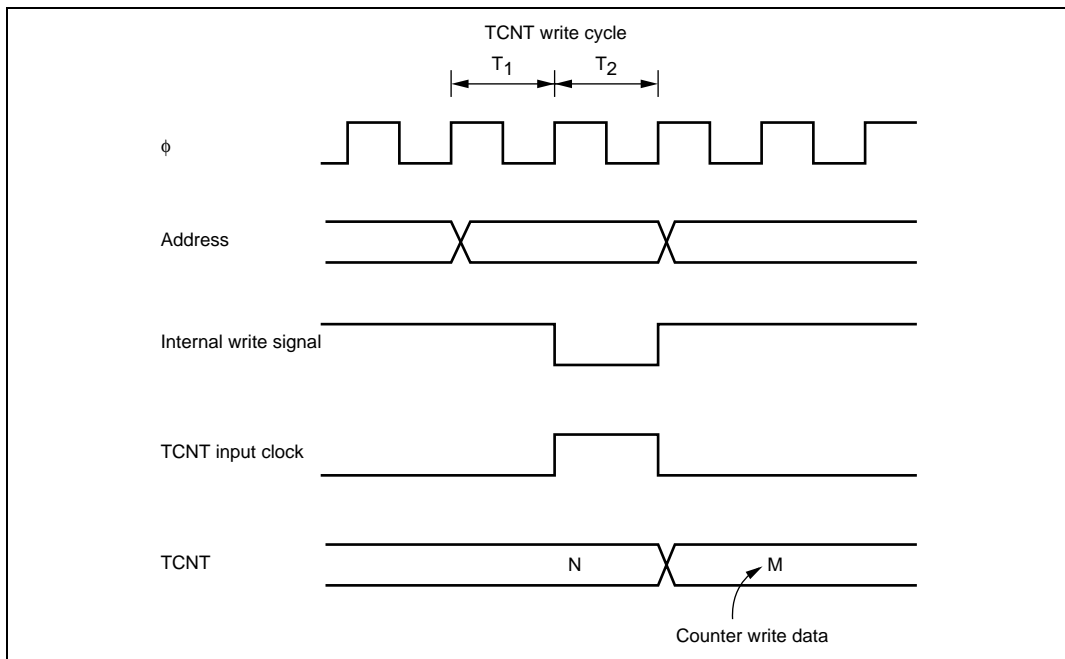 TCNT write cycle
T1 T2
ϕ
Address
Internal write signal
TCNT input clock
TCNT N M
Counter write data